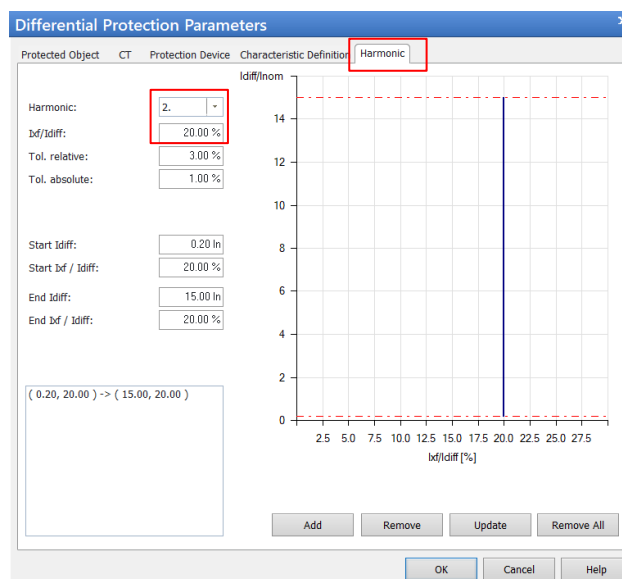 Differential Protection Parameters
Protected Object CT Protection Device Characteristic Definition Harmonic
Idiff/Inom
Harmonic: 2.
Ixf/Idiff: 20.00 %
Tol. relative: 3.00 %
Tol. absolute: 1.00 %
Start Idiff: 0.20 In
Start Ixf / Idiff: 20.00 %
End Idiff: 15.00 In
End Ixf / Idiff: 20.00 %
( 0.20, 20.00 ) -> ( 15.00, 20.00 )
14
12
10
8
6
4
2
0
2.5 5.0 7.5 10.0 12.5 15.0 17.5 20.0 22.5 25.0 27.5
Ixf/Idiff [%]
Add Remove Update Remove All
OK Cancel Help